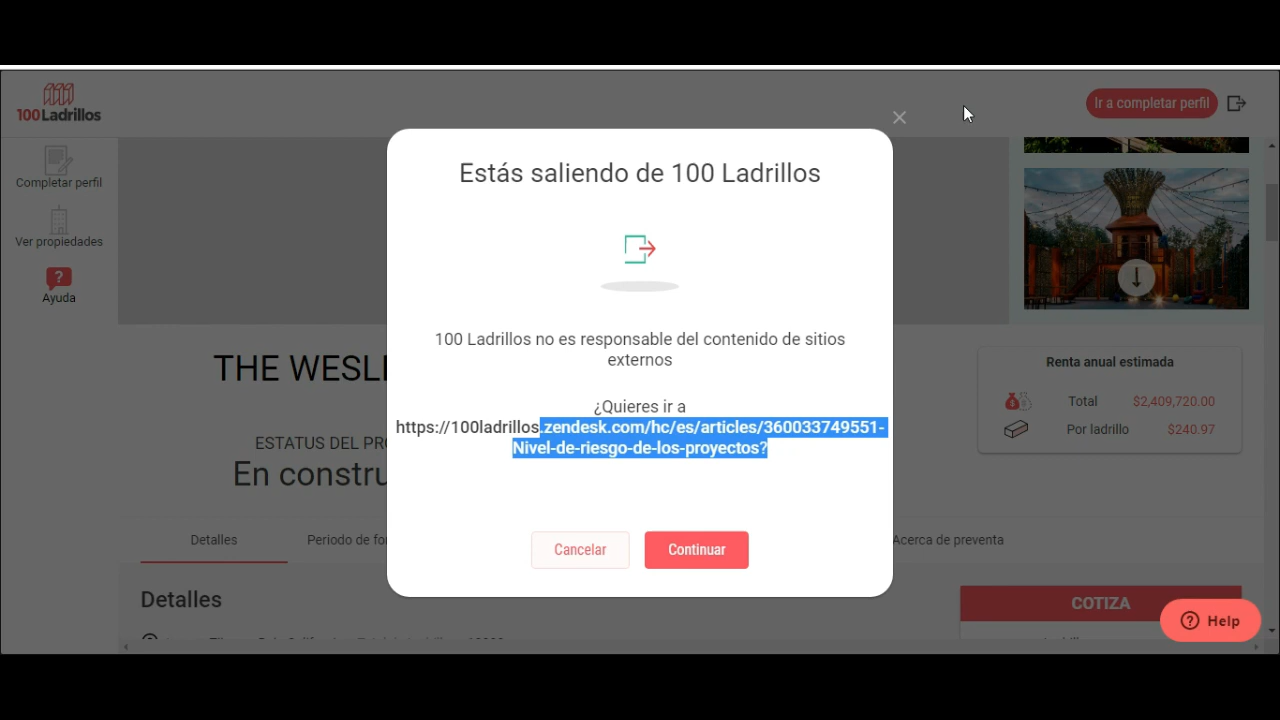 100Ladrillos
Ir a completar perfil
Completar perfil
Ver propiedades
?
Ayuda
Estás saliendo de 100 Ladrillos
100 Ladrillos no es responsable del contenido de sitios
externos
¿Quieres ir a
https://100ladrillos.zendesk.com/hc/es/articles/360033749551-
Nivel-de-riesgo-de-los-proyectos?
Cancelar
Continuar
THE WESL
ESTATUS DEL PR
En constru
Renta anual estimada
Total $2,409,720.00
Por ladrillo $240.97
Detalles
Periodo de fo
Acerca de preventa
Detalles
COTIZA
Help